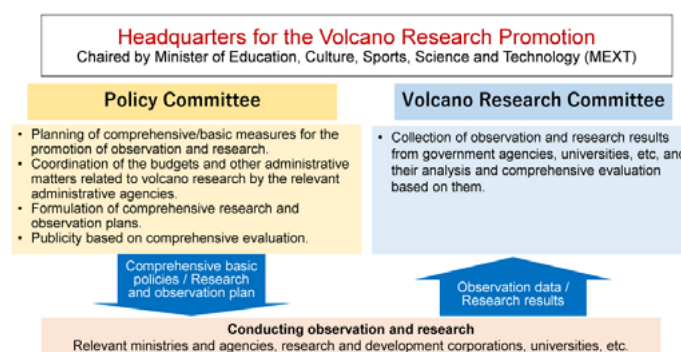 Headquarters for the Volcano Research Promotion
Chaired by Minister of Education, Culture, Sports, Science and Technology (MEXT)
Policy Committee
• Planning of comprehensive/basic measures for the
promotion of observation and research.
• Coordination of the budgets and other administrative
matters related to volcano research by the relevant
administrative agencies.
• Formulation of comprehensive research and
observation plans.
• Publicity based on comprehensive evaluation.
Volcano Research Committee
• Collection of observation and research results
from government agencies, universities, etc, and
their analysis and comprehensive evaluation
based on them.
Comprehensive basic
policies / Research
and observation plan
Observation data /
Research results
Conducting observation and research
Relevant ministries and agencies, research and development corporations, universities, etc.